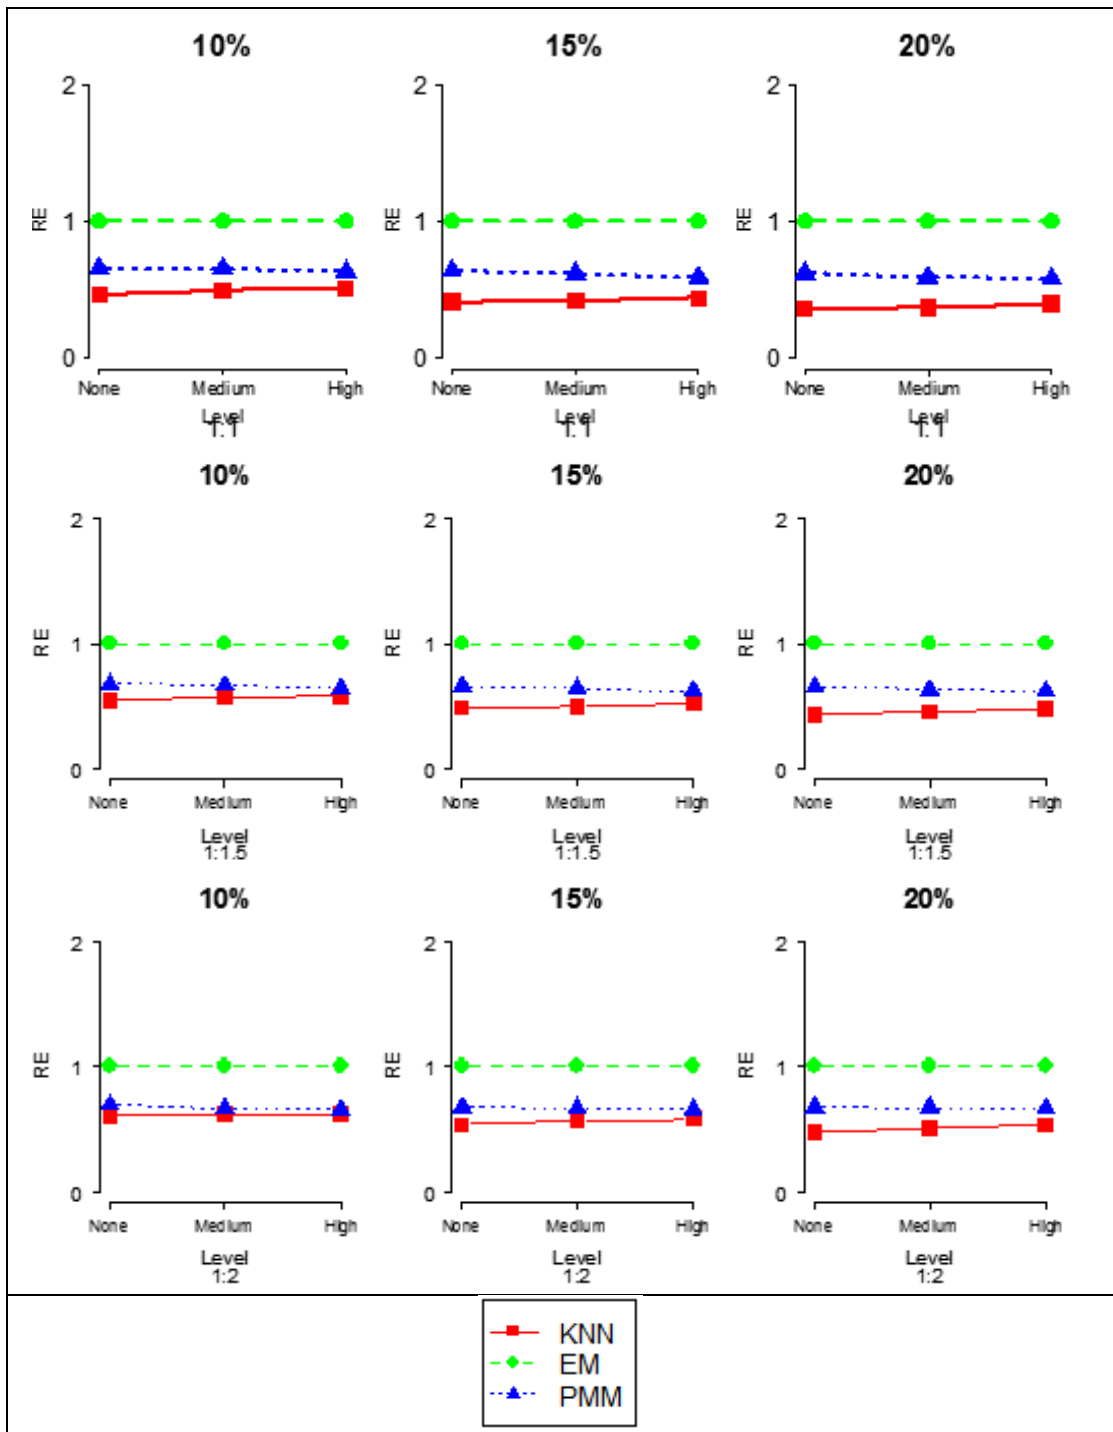 10% 15% 20%
2 2 2
RE 1 RE 1 RE 1
0 0 0
None Medium High None Medium High None Medium High
Level Level Level
1:1 1:1 1:1
10% 15% 20%
2 2 2
RE 1 RE 1 RE 1
0 0 0
None Medium High None Medium High None Medium High
Level Level Level
1:1.5 1:1.5 1:1.5
10% 15% 20%
2 2 2
RE 1 RE 1 RE 1
0 0 0
None Medium High None Medium High None Medium High
Level Level Level
1:2 1:2 1:2
KNN
EM
PMM